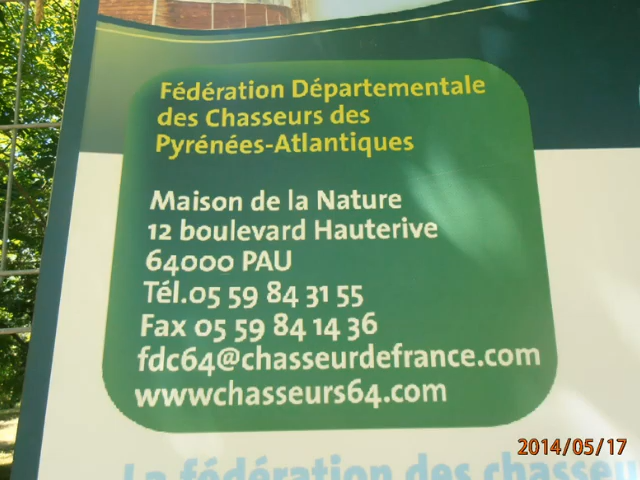 Fédération Départementale
des Chasseurs des
Pyrénées-Atlantiques
Maison de la Nature
12 boulevard Hauterive
64000 PAU
Tél.05 59 84 31 55
Fax 05 59 84 14 36
fdc64@chasseurdefrance.com
wwwchasseurs64.com
2014/05/17
La fédération des chasseu